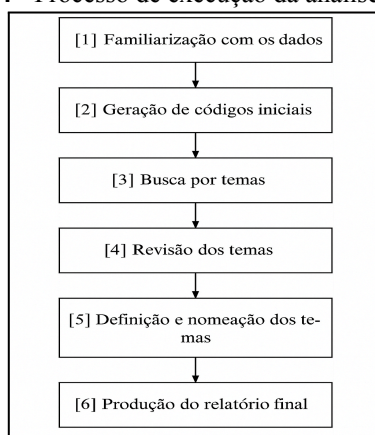 Processo de execução da análise
[1] Familiarização com os dados
[2] Geração de códigos iniciais
[3] Busca por temas
[4] Revisão dos temas
[5] Definição e nomeação dos te-
mas
[6] Produção do relatório final